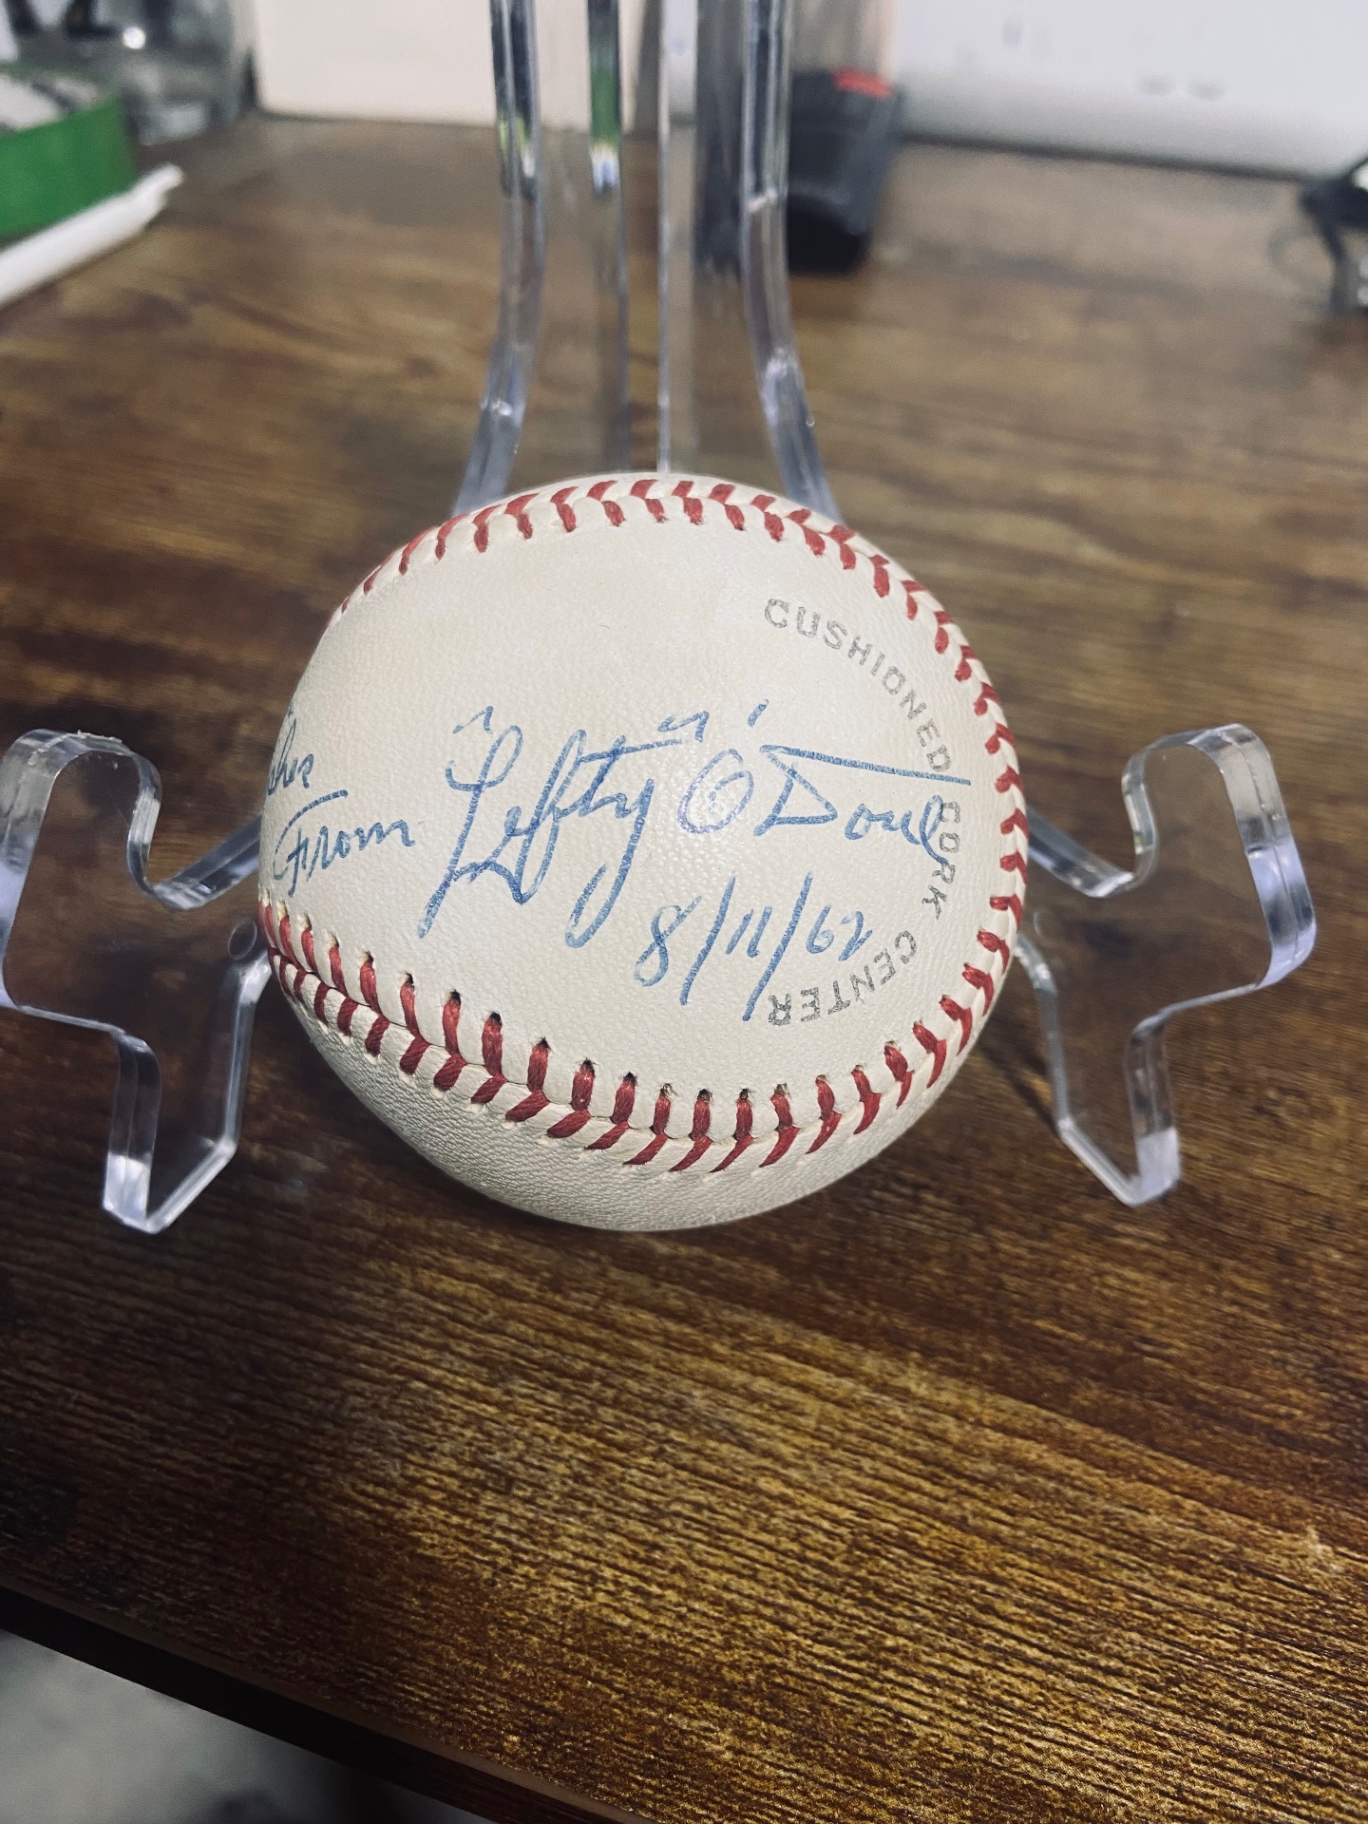 From "Lefty" O'Doul
8/11/62
CUSHIONED CORK CENTER